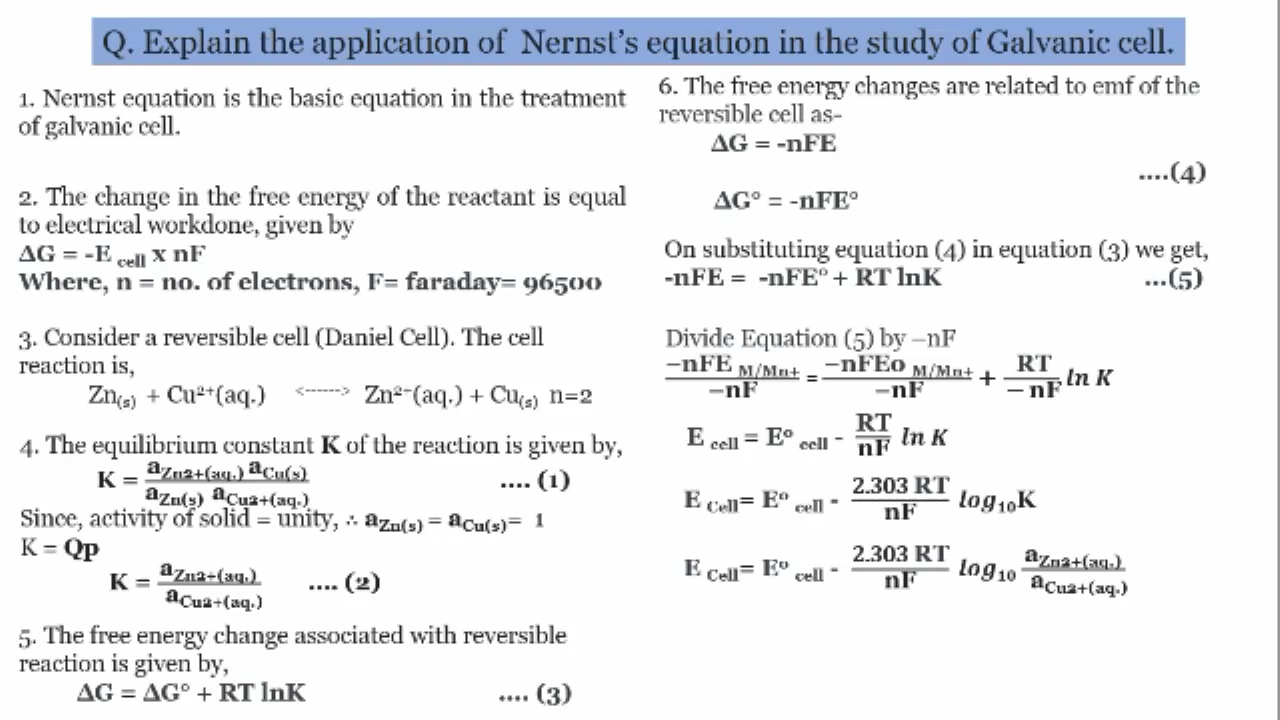 Q. Explain the application of Nernst's equation in the study of Galvanic cell.
1. Nernst equation is the basic equation in the treatment
of galvanic cell.
2. The change in the free energy of the reactant is equal
to electrical workdone, given by
ΔG = -E cell x nF
Where, n = no. of electrons, F= faraday= 96500
3. Consider a reversible cell (Daniel Cell). The cell
reaction is,
Zn(s) + Cu²⁺(aq.) <------> Zn²⁺(aq.) + Cu(s) n=2
4. The equilibrium constant K of the reaction is given by,
K = aZn2+(aq.) aCu(s) / aZn(s) aCu2+(aq.) .... (1)
Since, activity of solid = unity, ∴ aZn(s) = aCu(s)= 1
K = Qp
K = aZn2+(aq.) / aCu2+(aq.) .... (2)
5. The free energy change associated with reversible
reaction is given by,
ΔG = ΔG° + RT lnK .... (3)
6. The free energy changes are related to emf of the
reversible cell as-
ΔG = -nFE
....(4)
ΔG° = -nFE°
On substituting equation (4) in equation (3) we get,
-nFE = -nFE° + RT lnK ...(5)
Divide Equation (5) by –nF
−nFE M/Mn+ / −nF = −nFEo M/Mn+ / −nF + RT / − nF ln K
E cell = E° cell - RT / nF ln K
E Cell= E° cell - 2.303 RT / nF log₁₀K
E Cell= E° cell - 2.303 RT / nF log₁₀ aZn2+(aq.) / aCu2+(aq.)